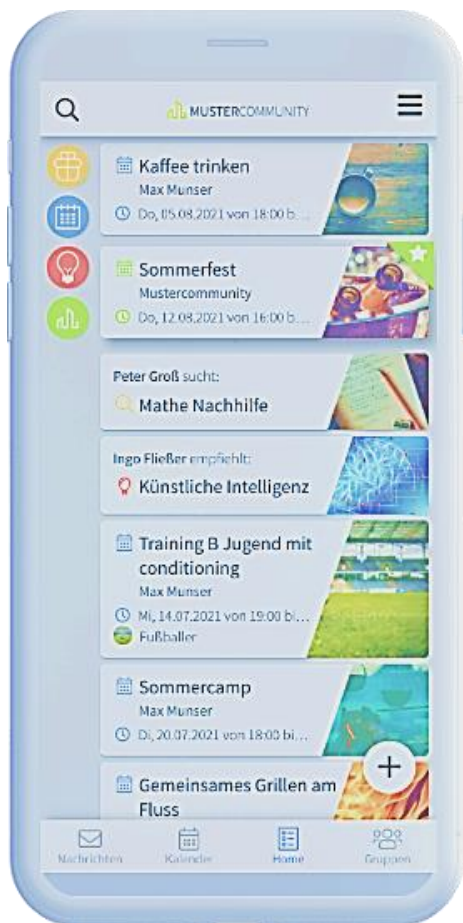 MUSTERCOMMUNITY
Kaffee trinken
Max Munser
Do, 05.08.2021 von 18:00 b...
Sommerfest
Mustercommunity
Do, 12.08.2021 von 16:00 b...
Peter Groß sucht:
Mathe Nachhilfe
Ingo Fließer empfiehlt:
Künstliche Intelligenz
Training B Jugend mit
conditioning
Max Munser
Mi, 14.07.2021 von 19:00 bi...
Fußballer
Sommercamp
Max Munser
Di, 20.07.2021 von 18:00 bi...
Gemeinsames Grillen am
Fluss
Nachrichten Kalender Home Gruppen